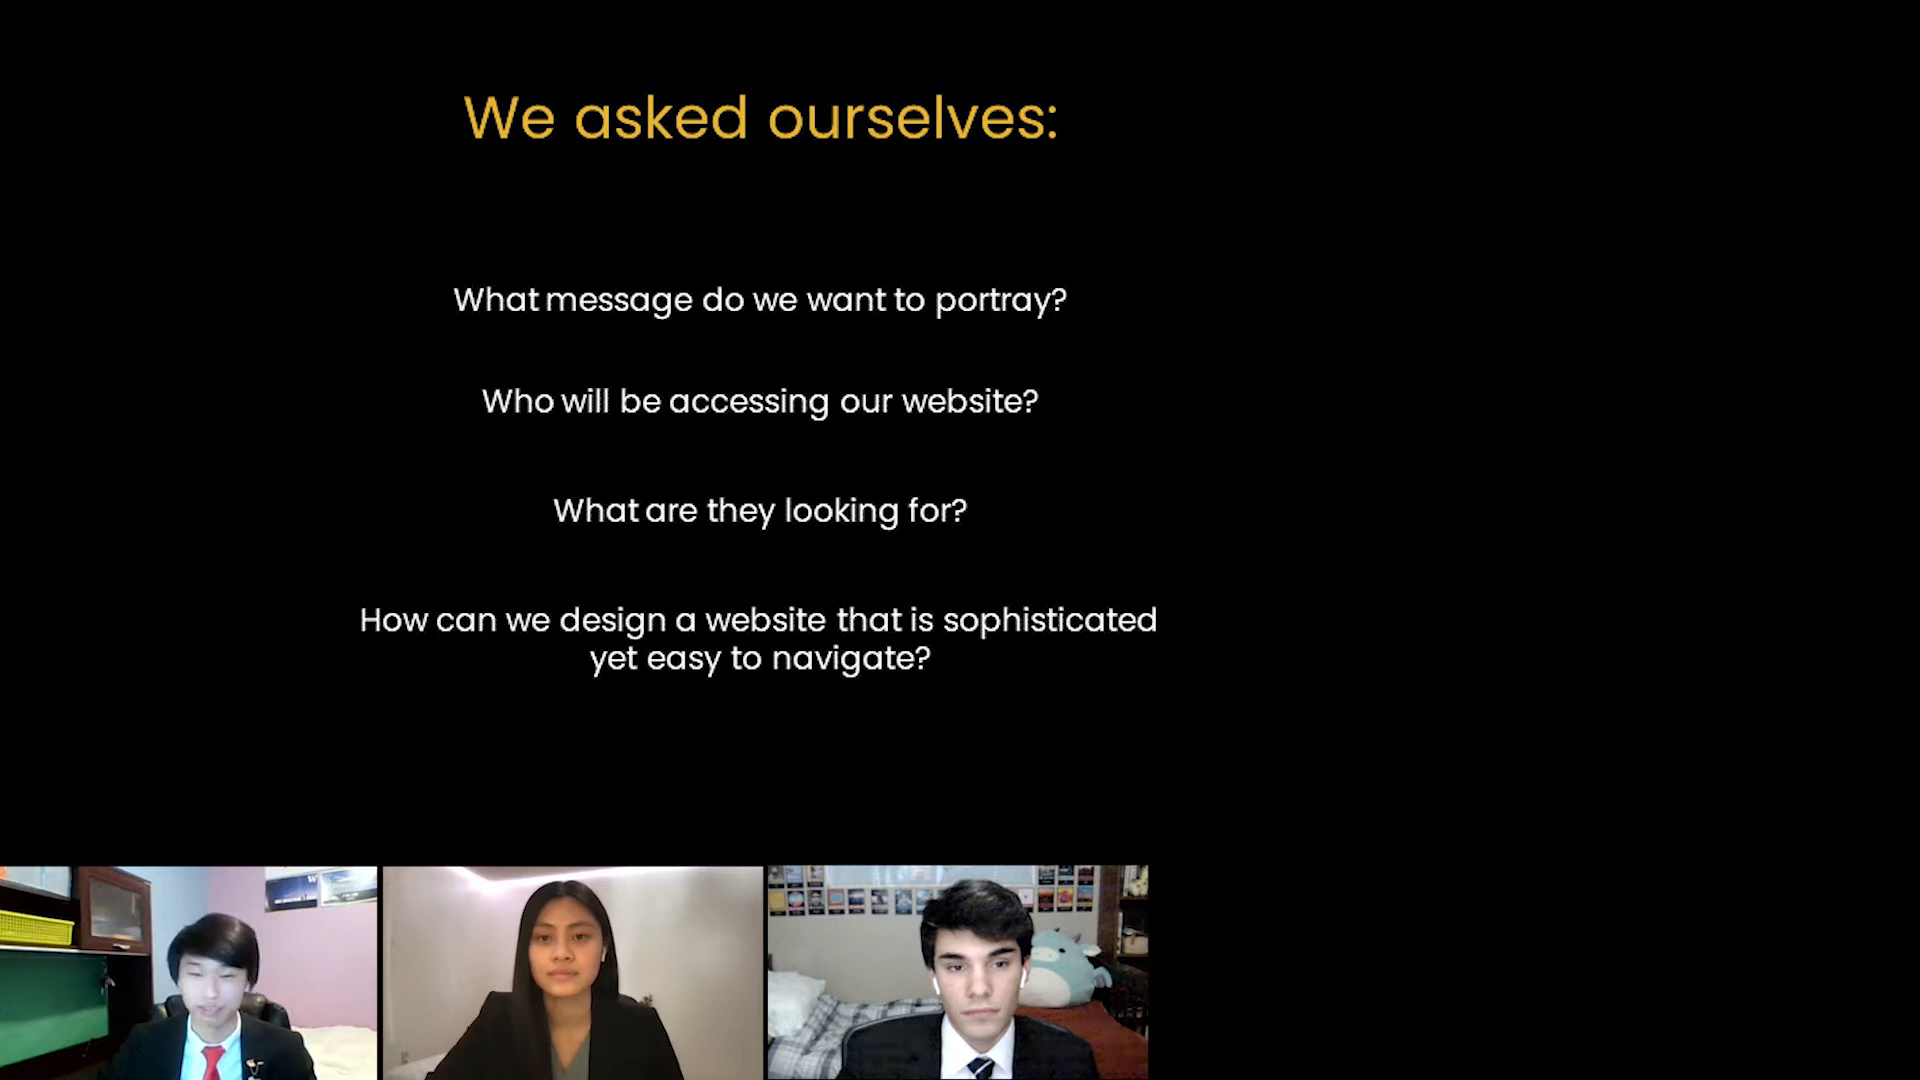 We asked ourselves:
What message do we want to portray?
Who will be accessing our website?
What are they looking for?
How can we design a website that is sophisticated
yet easy to navigate?